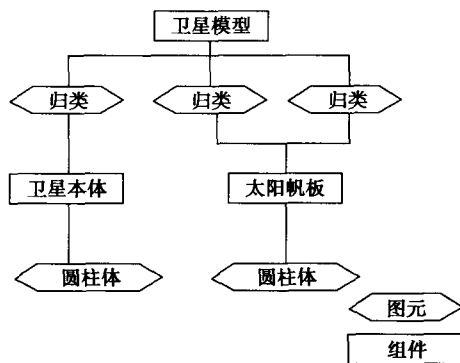 卫星模型
归类 归类 归类
卫星本体 太阳帆板
圆柱体 圆柱体
图元
组件